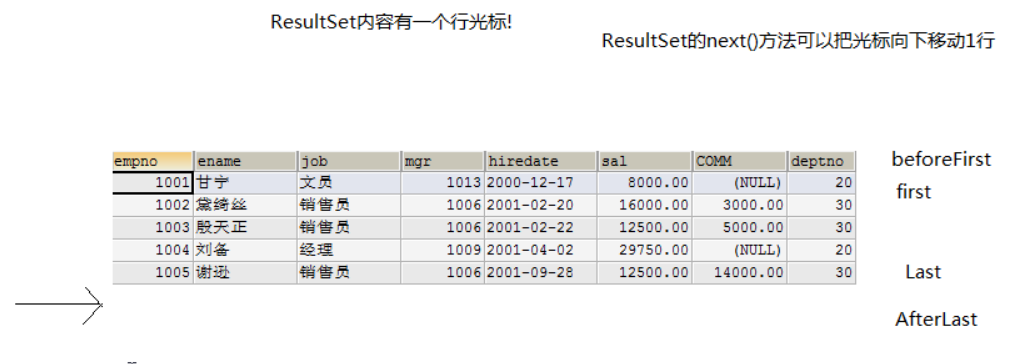 ResultSet内容有一个行光标!
ResultSet的next()方法可以把光标向下移动1行
empno ename job mgr hiredate sal COMM deptno beforeFirst
1001 甘宁 文员 1013 2000-12-17 8000.00 (NULL) 20 first
1002 黛绮丝 销售员 1006 2001-02-20 16000.00 3000.00 30
1003 殷天正 销售员 1006 2001-02-22 12500.00 5000.00 30
1004 刘备 经理 1009 2001-04-02 29750.00 (NULL) 20
1005 谢逊 销售员 1006 2001-09-28 12500.00 14000.00 30 Last
AfterLast